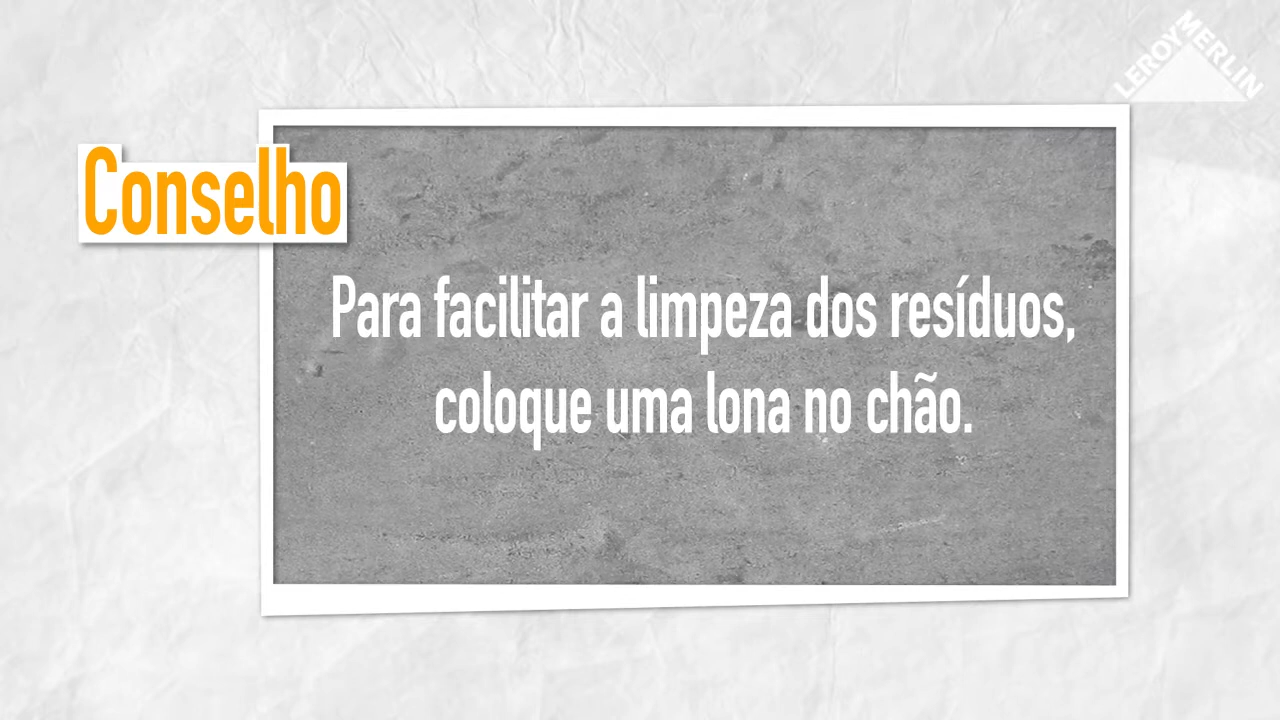 LEROY MERLIN
Conselho
Para facilitar a limpeza dos resíduos,
coloque uma lona no chão.